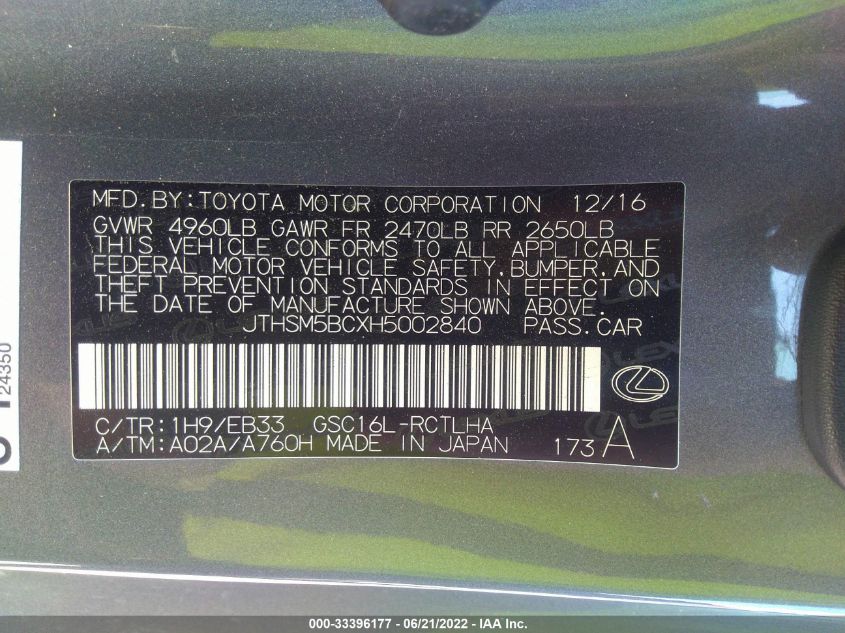 MFD.BY:TOYOTA MOTOR CORPORATION 12/16
GVWR 4960LB GAWR FR 2470LB RR 2650LB
THIS VEHICLE CONFORMS TO ALL APPLICABLE
FEDERAL MOTOR VEHICLE SAFETY,BUMPER,AND
THEFT PREVENTION STANDARDS IN EFFECT ON
THE DATE OF MANUFACTURE SHOWN ABOVE.
JTHSM5BCXH5002840 PASS.CAR
C/TR:1H9/EB33 GSC16L-RCTLHA
A/TM:A02A/A760H MADE IN JAPAN 173A
24350
000-33396177 - 06/21/2022 - IAA Inc.